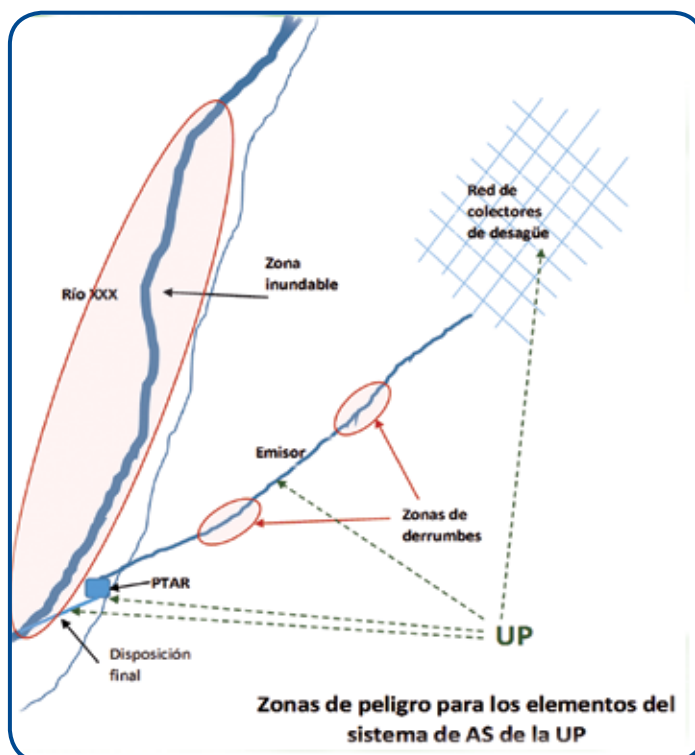 Red de
colectores
de desagüe
Zona
inundable
Río XXX
Emisor
Zonas de
derrumbes
PTAR
UP
Disposición
final
Zonas de peligro para los elementos del
sistema de AS de la UP